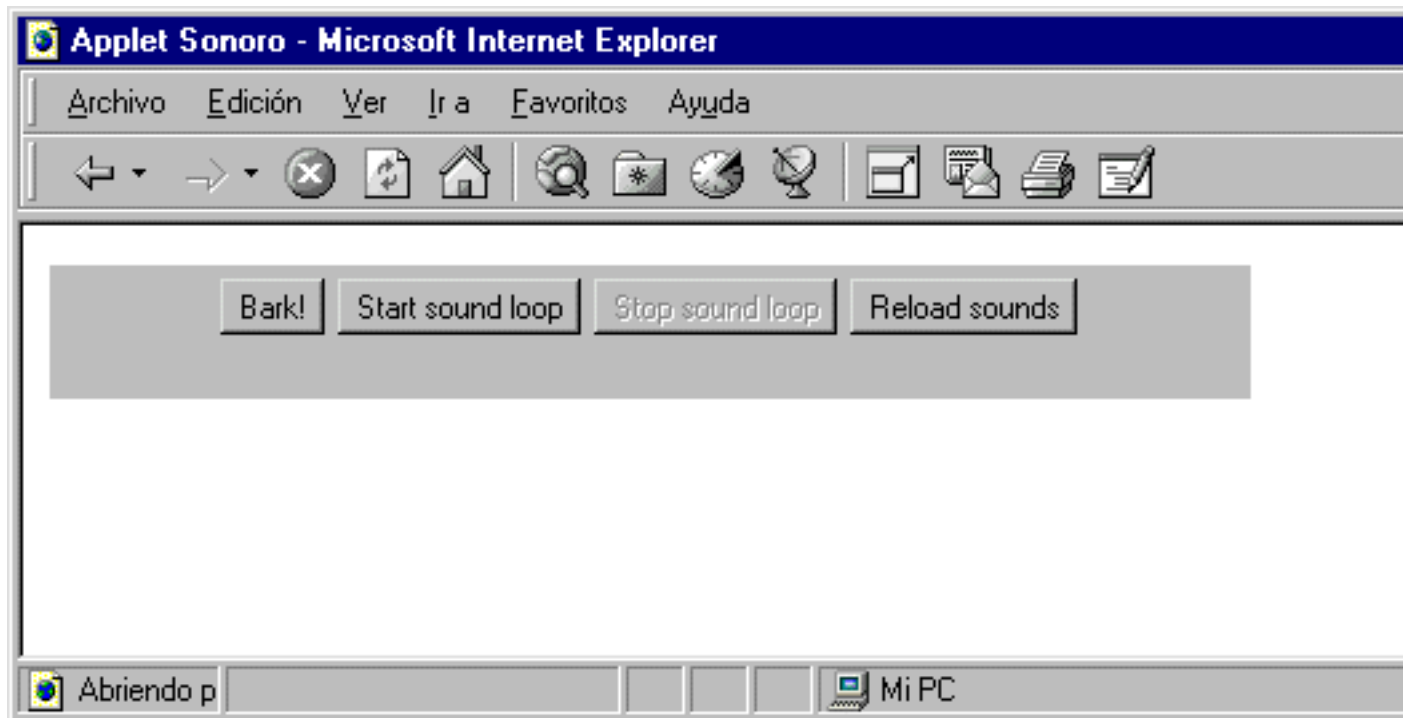 Applet Sonoro - Microsoft Internet Explorer
Archivo Edición Ver Ir a Favoritos Ayuda
Bark! Start sound loop Stop sound loop Reload sounds
Abriendo p Mi PC